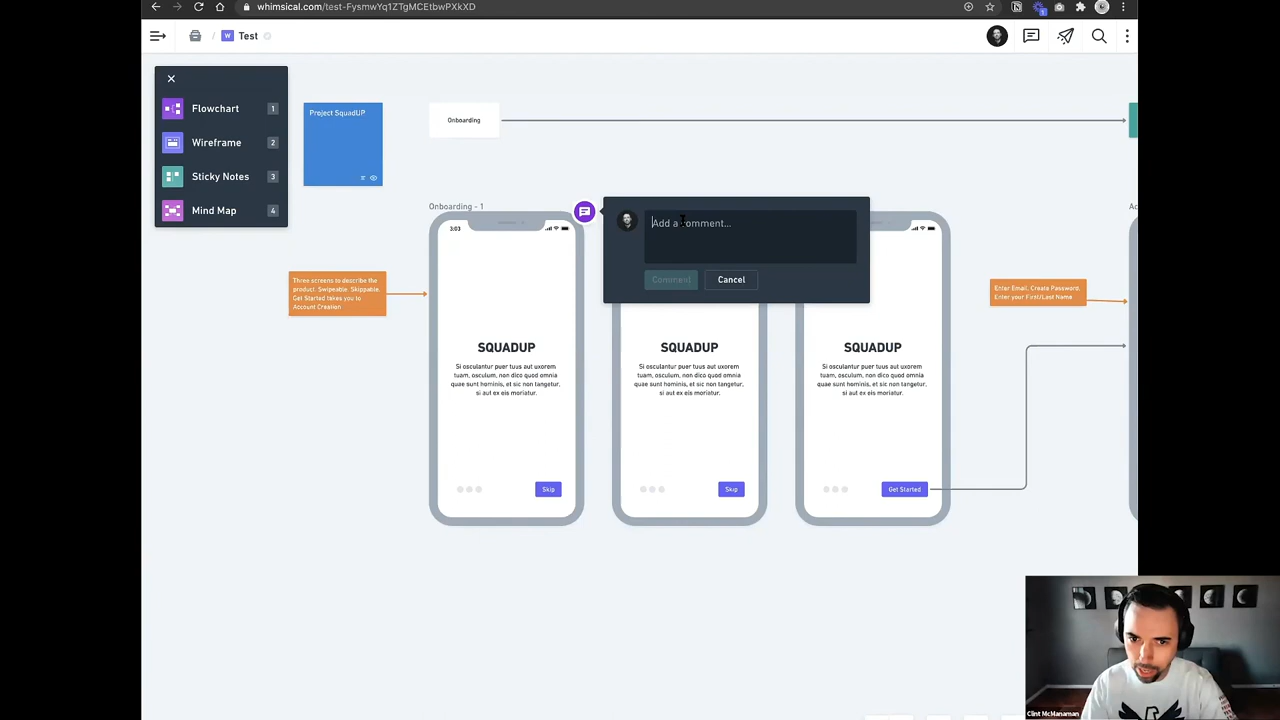 whimsical.com/test-FysmwYq1ZTgMCEtbwPXkXD
/ W Test
Flowchart 1
Wireframe 2
Sticky Notes 3
Mind Map 4
Project SquadUP
Onboarding
Onboarding - 1
Ac
3:03
Add a comment...
Comment
Cancel
Three screens to describe the
product. Swipeable. Skippable.
Get Started takes you to
Account Creation
Enter Email, Create Password,
Enter your First/Last Name
SQUADUP
Si osculantur puer tuus aut uxorem
tuam, osculum, non dico quod omnia
quae sunt hominis, et sic non tangetur,
si aut ex eis moriatur.
Skip
SQUADUP
Si osculantur puer tuus aut uxorem
tuam, osculum, non dico quod omnia
quae sunt hominis, et sic non tangetur,
si aut ex eis moriatur.
Skip
SQUADUP
Si osculantur puer tuus aut uxorem
tuam, osculum, non dico quod omnia
quae sunt hominis, et sic non tangetur,
si aut ex eis moriatur.
Get Started
Clint McManaman